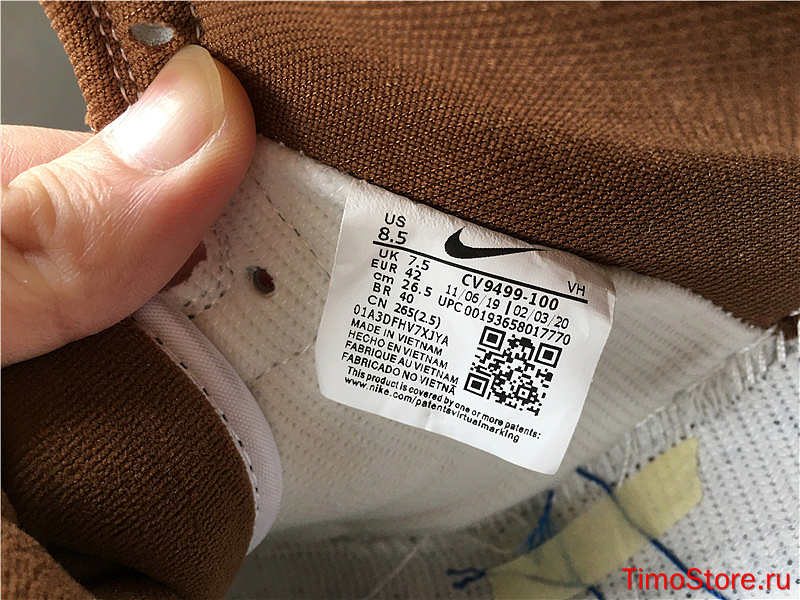 US
8.5
UK 7.5
EUR 42
cm 26.5
BR 40
CN 265(2.5)
CV9499-100
VH
11/06/19 | 02/03/20
UPC 00193658017770
01A3DFHV7XJYA
MADE IN VIETNAM
HECHO EN VIETNAM
FABRIQUE AU VIETNAM
FABRICADO NO VIETNÃ
This product is covered by one or more patents:
www.nike.com/patentsvirtualmarking
TimoStore.ru